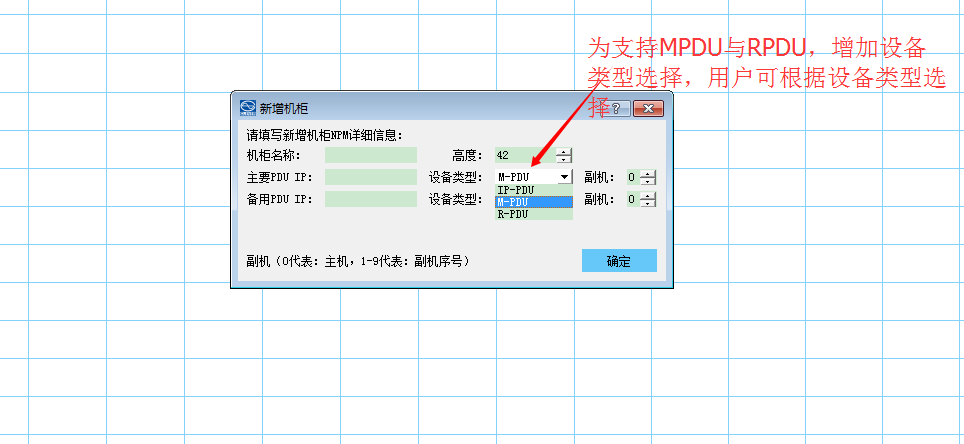 为支持MPDU与RPDU，增加设备
类型选择，用户可根据设备类型选
择
新增机柜
请填写新增机柜NPM详细信息：
机柜名称： 高度： 42
主要PDU IP： 设备类型： M-PDU 副机： 0
IP-PDU
备用PDU IP： 设备类型： M-PDU 副机： 0
R-PDU
副机（0代表：主机，1-9代表：副机序号） 确定